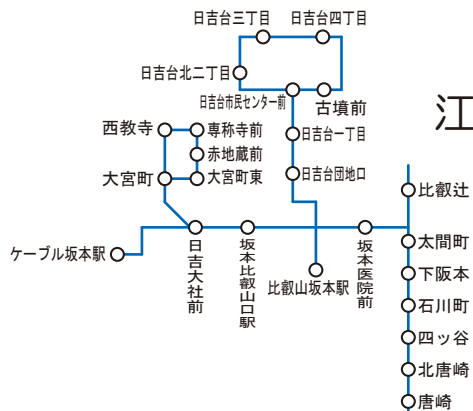 日吉台三丁目
日吉台四丁目
日吉台北二丁目
日吉台市民センター前
古墳前
江
西教寺
専称寺前
日吉台一丁目
赤地蔵前
大宮町
大宮町東
日吉台団地口
比叡辻
ケーブル坂本駅
日吉大社前
坂本比叡山口駅
比叡山坂本駅
坂本医院前
太間町
下阪本
石川町
四ッ谷
北唐崎
唐崎